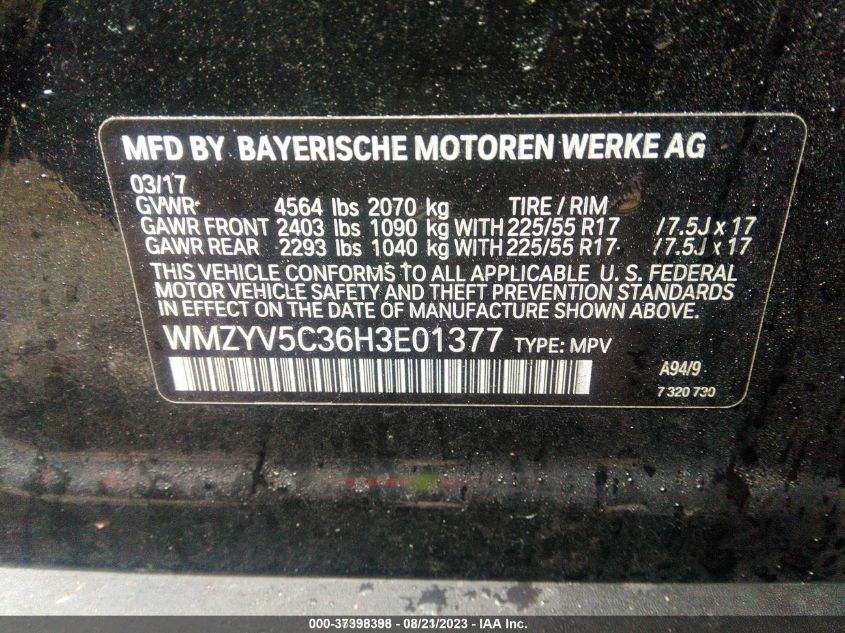 MFD BY BAYERISCHE MOTOREN WERKE AG
03/17
GVWR 4564 lbs 2070 kg TIRE / RIM
GAWR FRONT 2403 lbs 1090 kg WITH 225/55 R17 / 7.5J x 17
GAWR REAR 2293 lbs 1040 kg WITH 225/55 R17 / 7.5J x 17
THIS VEHICLE CONFORMS TO ALL APPLICABLE U. S. FEDERAL
MOTOR VEHICLE SAFETY AND THEFT PREVENTION STANDARDS
IN EFFECT ON THE DATE OF MANUFACTURE SHOWN ABOVE.
WMZYV5C36H3E01377 TYPE: MPV
A94/9
7 320 730
000-37398398 - 08/21/2023 - IAA Inc.